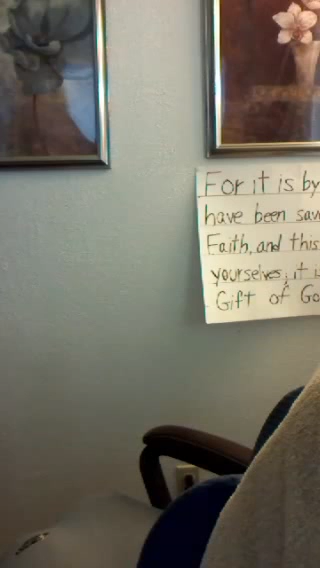 For it is by
have been sav
Faith, and this
yourselves; it i
Gift of Go